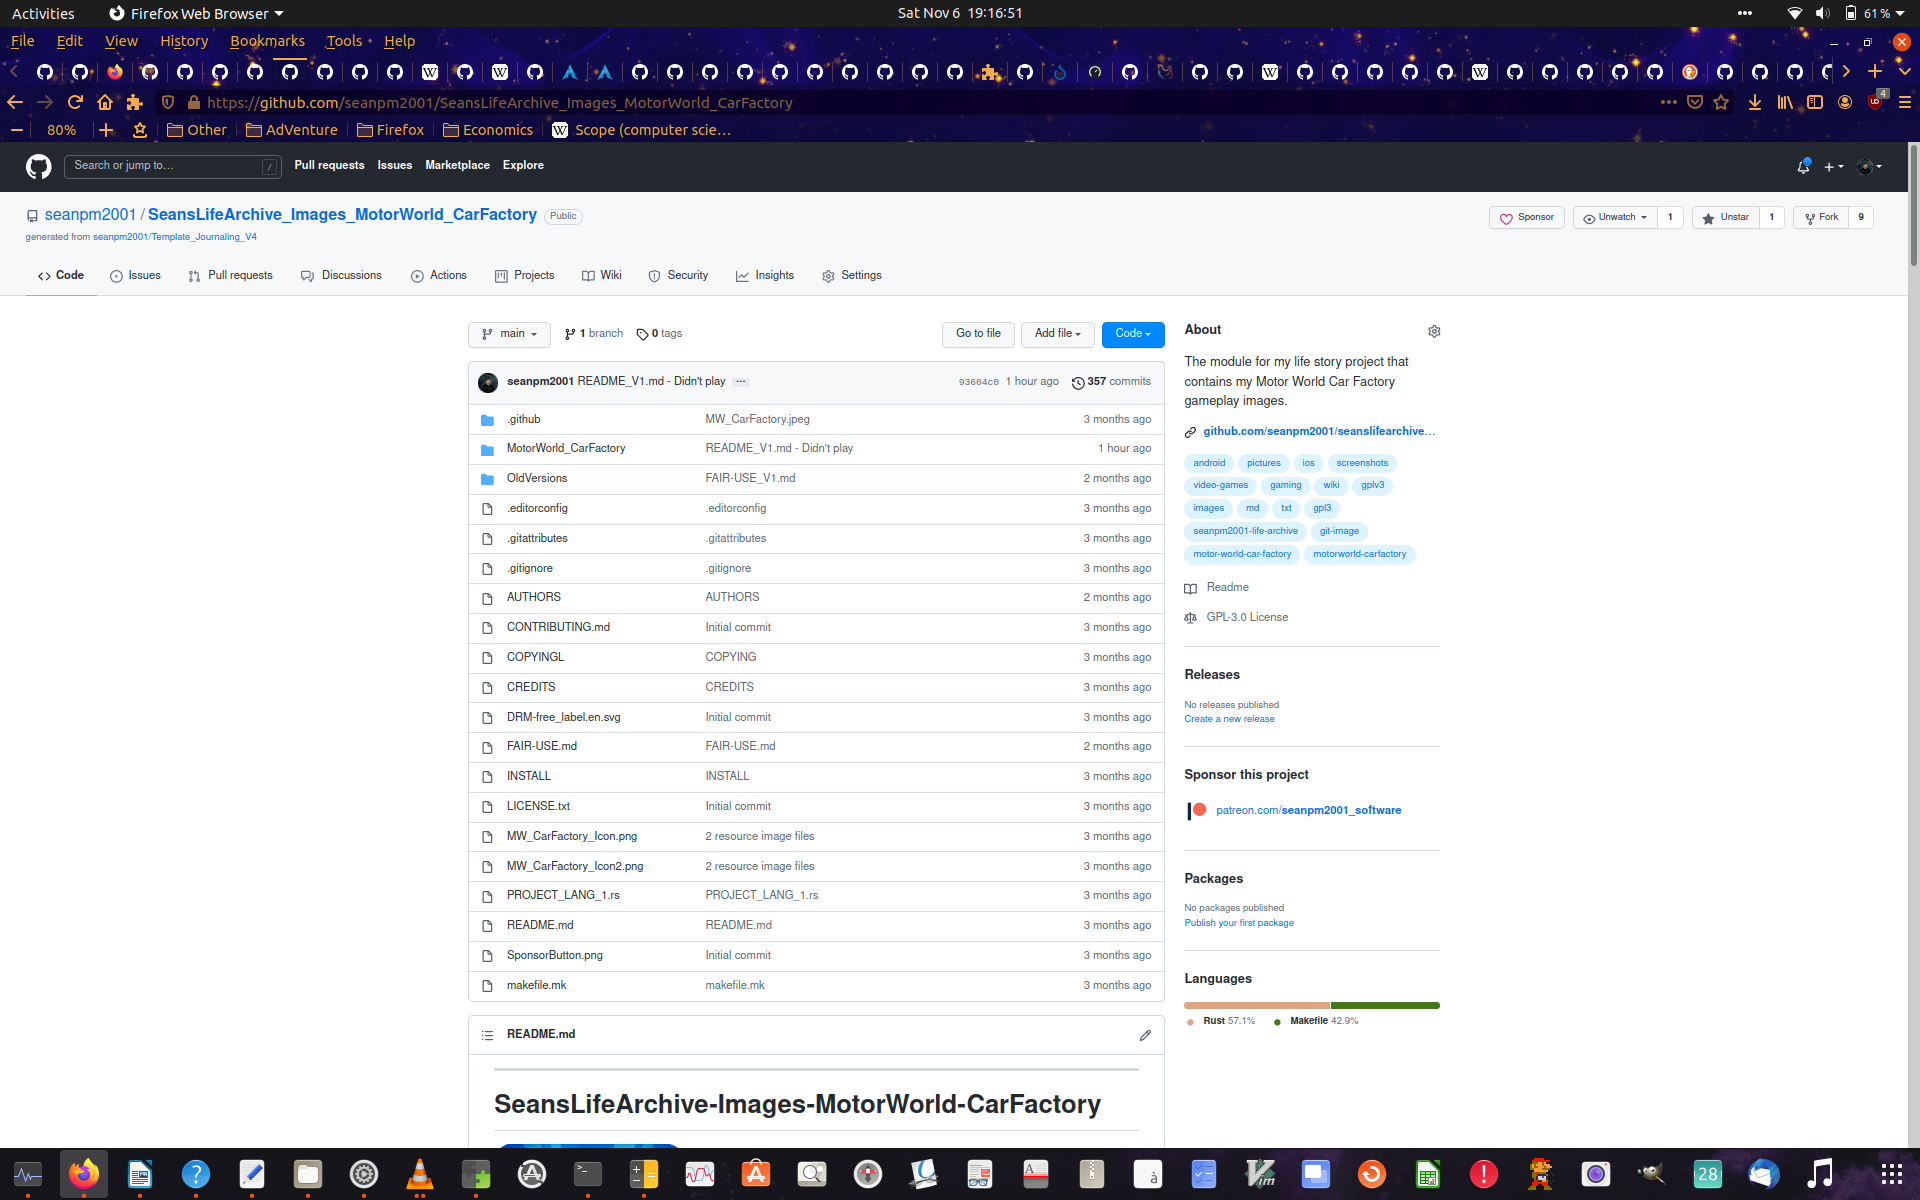 Activities Firefox Web Browser Sat Nov 6 19:16:51 61 %
File Edit View History Bookmarks Tools Help
https://github.com/seanpm2001/SeansLifeArchive_Images_MotorWorld_CarFactory 4
80% Other AdVenture Firefox Economics W Scope (computer scie…
Search or jump to… / Pull requests Issues Marketplace Explore
seanpm2001 / SeansLifeArchive_Images_MotorWorld_CarFactory Public Sponsor Unwatch 1 Unstar 1 Fork 9
generated from seanpm2001/Template_Journaling_V4
Code Issues Pull requests Discussions Actions Projects Wiki Security Insights Settings
main 1 branch 0 tags Go to file Add file Code
seanpm2001 README_V1.md - Didn't play ... 93604c0 1 hour ago 357 commits
.github MW_CarFactory.jpeg 3 months ago
MotorWorld_CarFactory README_V1.md - Didn't play 1 hour ago
OldVersions FAIR-USE_V1.md 2 months ago
.editorconfig .editorconfig 3 months ago
.gitattributes .gitattributes 3 months ago
.gitignore .gitignore 3 months ago
AUTHORS AUTHORS 2 months ago
CONTRIBUTING.md Initial commit 3 months ago
COPYINGL COPYING 3 months ago
CREDITS CREDITS 3 months ago
DRM-free_label.en.svg Initial commit 3 months ago
FAIR-USE.md FAIR-USE.md 2 months ago
INSTALL INSTALL 3 months ago
LICENSE.txt Initial commit 3 months ago
MW_CarFactory_Icon.png 2 resource image files 3 months ago
MW_CarFactory_Icon2.png 2 resource image files 3 months ago
PROJECT_LANG_1.rs PROJECT_LANG_1.rs 3 months ago
README.md README.md 3 months ago
SponsorButton.png Initial commit 3 months ago
makefile.mk makefile.mk 3 months ago
README.md
SeansLifeArchive-Images-MotorWorld-CarFactory
About
The module for my life story project that
contains my Motor World Car Factory
gameplay images.
github.com/seanpm2001/seanslifearchive…
android pictures ios screenshots
video-games gaming wiki gplv3
images md txt gpl3
seanpm2001-life-archive git-image
motor-world-car-factory motorworld-carfactory
Readme
GPL-3.0 License
Releases
No releases published
Create a new release
Sponsor this project
patreon.com/seanpm2001_software
Packages
No packages published
Publish your first package
Languages
Rust 57.1% Makefile 42.9%
28